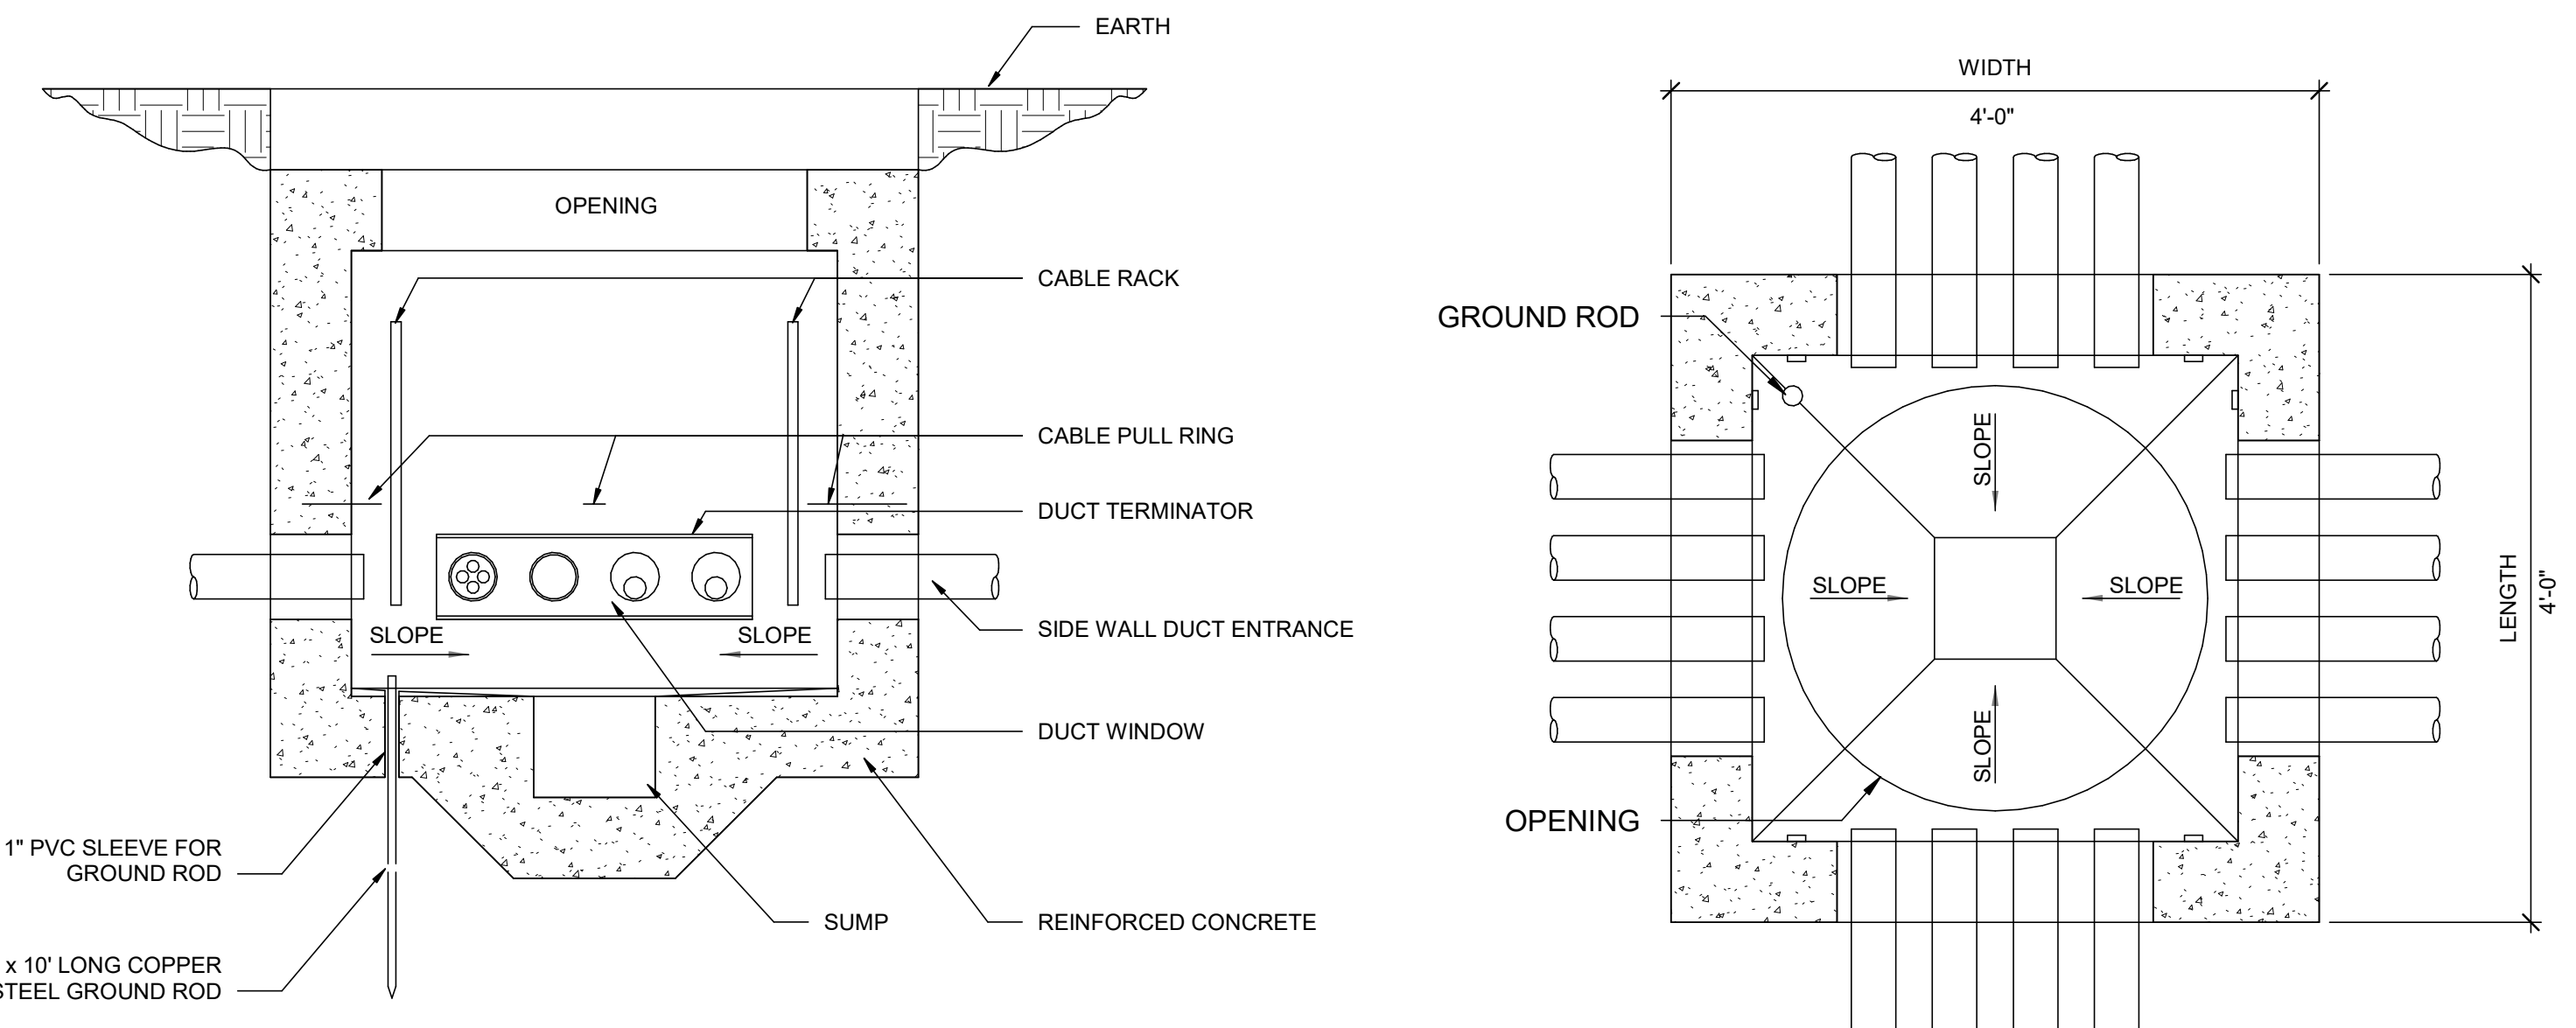 EARTH
OPENING
CABLE RACK
CABLE PULL RING
DUCT TERMINATOR
SIDE WALL DUCT ENTRANCE
SLOPE
SLOPE
DUCT WINDOW
1" PVC SLEEVE FOR
GROUND ROD
SUMP
REINFORCED CONCRETE
x 10' LONG COPPER
STEEL GROUND ROD
WIDTH
4'-0"
GROUND ROD
SLOPE
SLOPE
SLOPE
SLOPE
LENGTH
4'-0"
OPENING